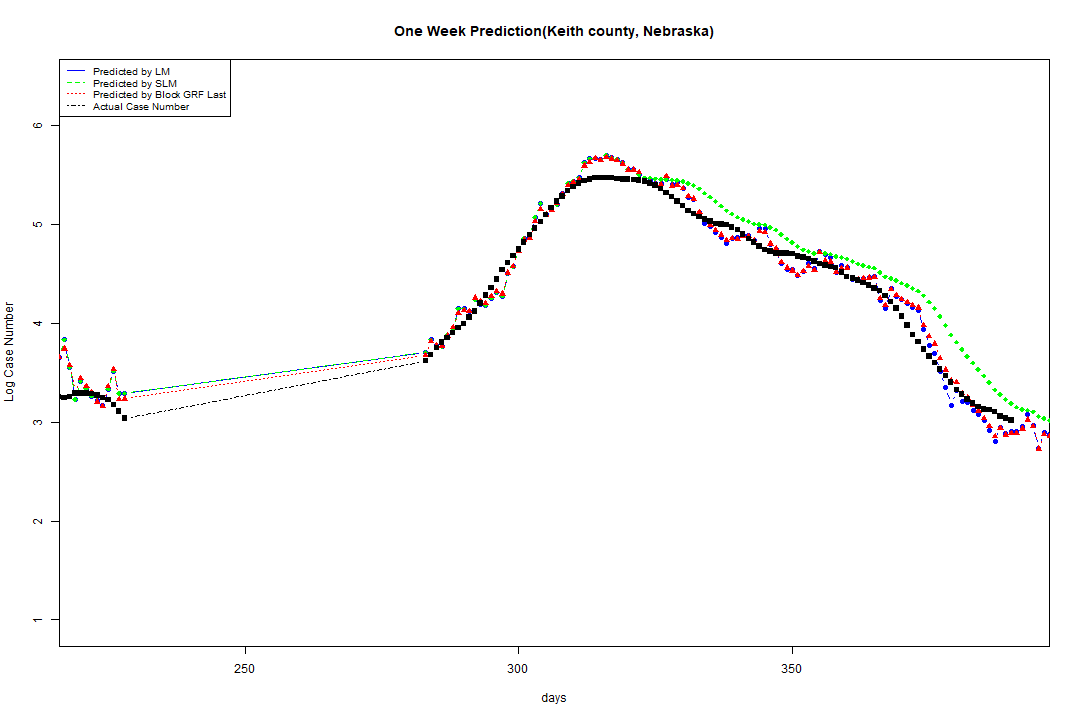 One Week Prediction(Keith county, Nebraska)
Predicted by LM
Predicted by SLM
Predicted by Block GRF Last
Actual Case Number
Log Case Number
6
5
4
3
2
1
250
300
350
days